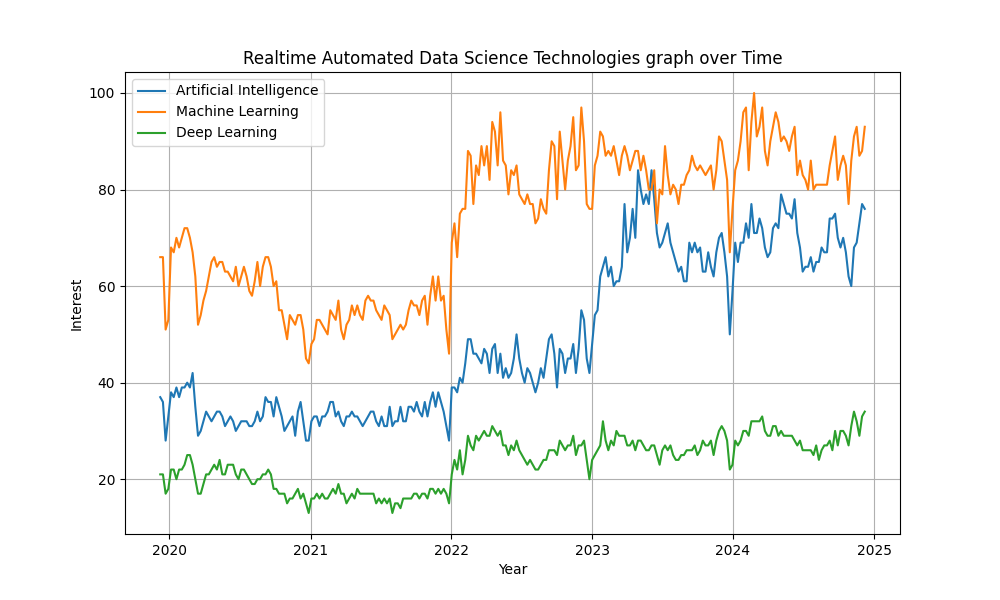 Realtime Automated Data Science Technologies graph over Time
Artificial Intelligence
Machine Learning
Deep Learning
100
80
60
40
20
Interest
2020 2021 2022 2023 2024 2025
Year